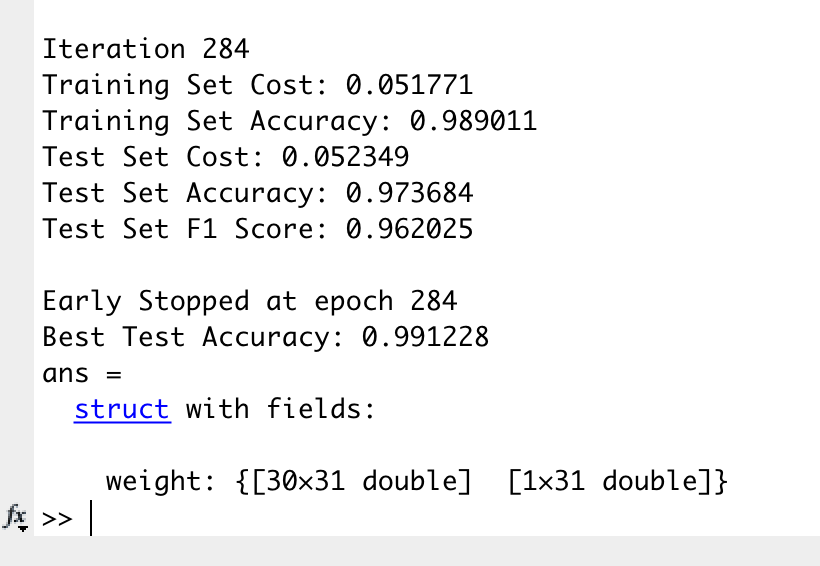 Iteration 284
Training Set Cost: 0.051771
Training Set Accuracy: 0.989011
Test Set Cost: 0.052349
Test Set Accuracy: 0.973684
Test Set F1 Score: 0.962025
Early Stopped at epoch 284
Best Test Accuracy: 0.991228
ans =
struct with fields:
weight: {[30×31 double]  [1×31 double]}
fx >>